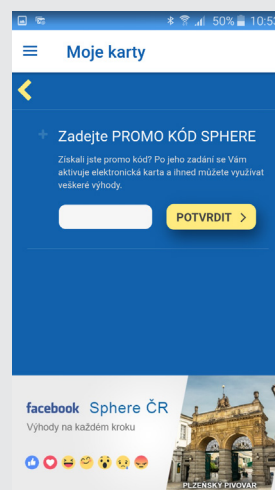 50% 10:53
Moje karty
Zadejte PROMO KÓD SPHERE
Získali jste promo kód? Po jeho zadání se Vám
aktivuje elektronická karta a ihned můžete využívat
veškeré výhody.
POTVRDIT
facebook Sphere ČR
Výhody na každém kroku
PLZEŇSKÝ PIVOVAR